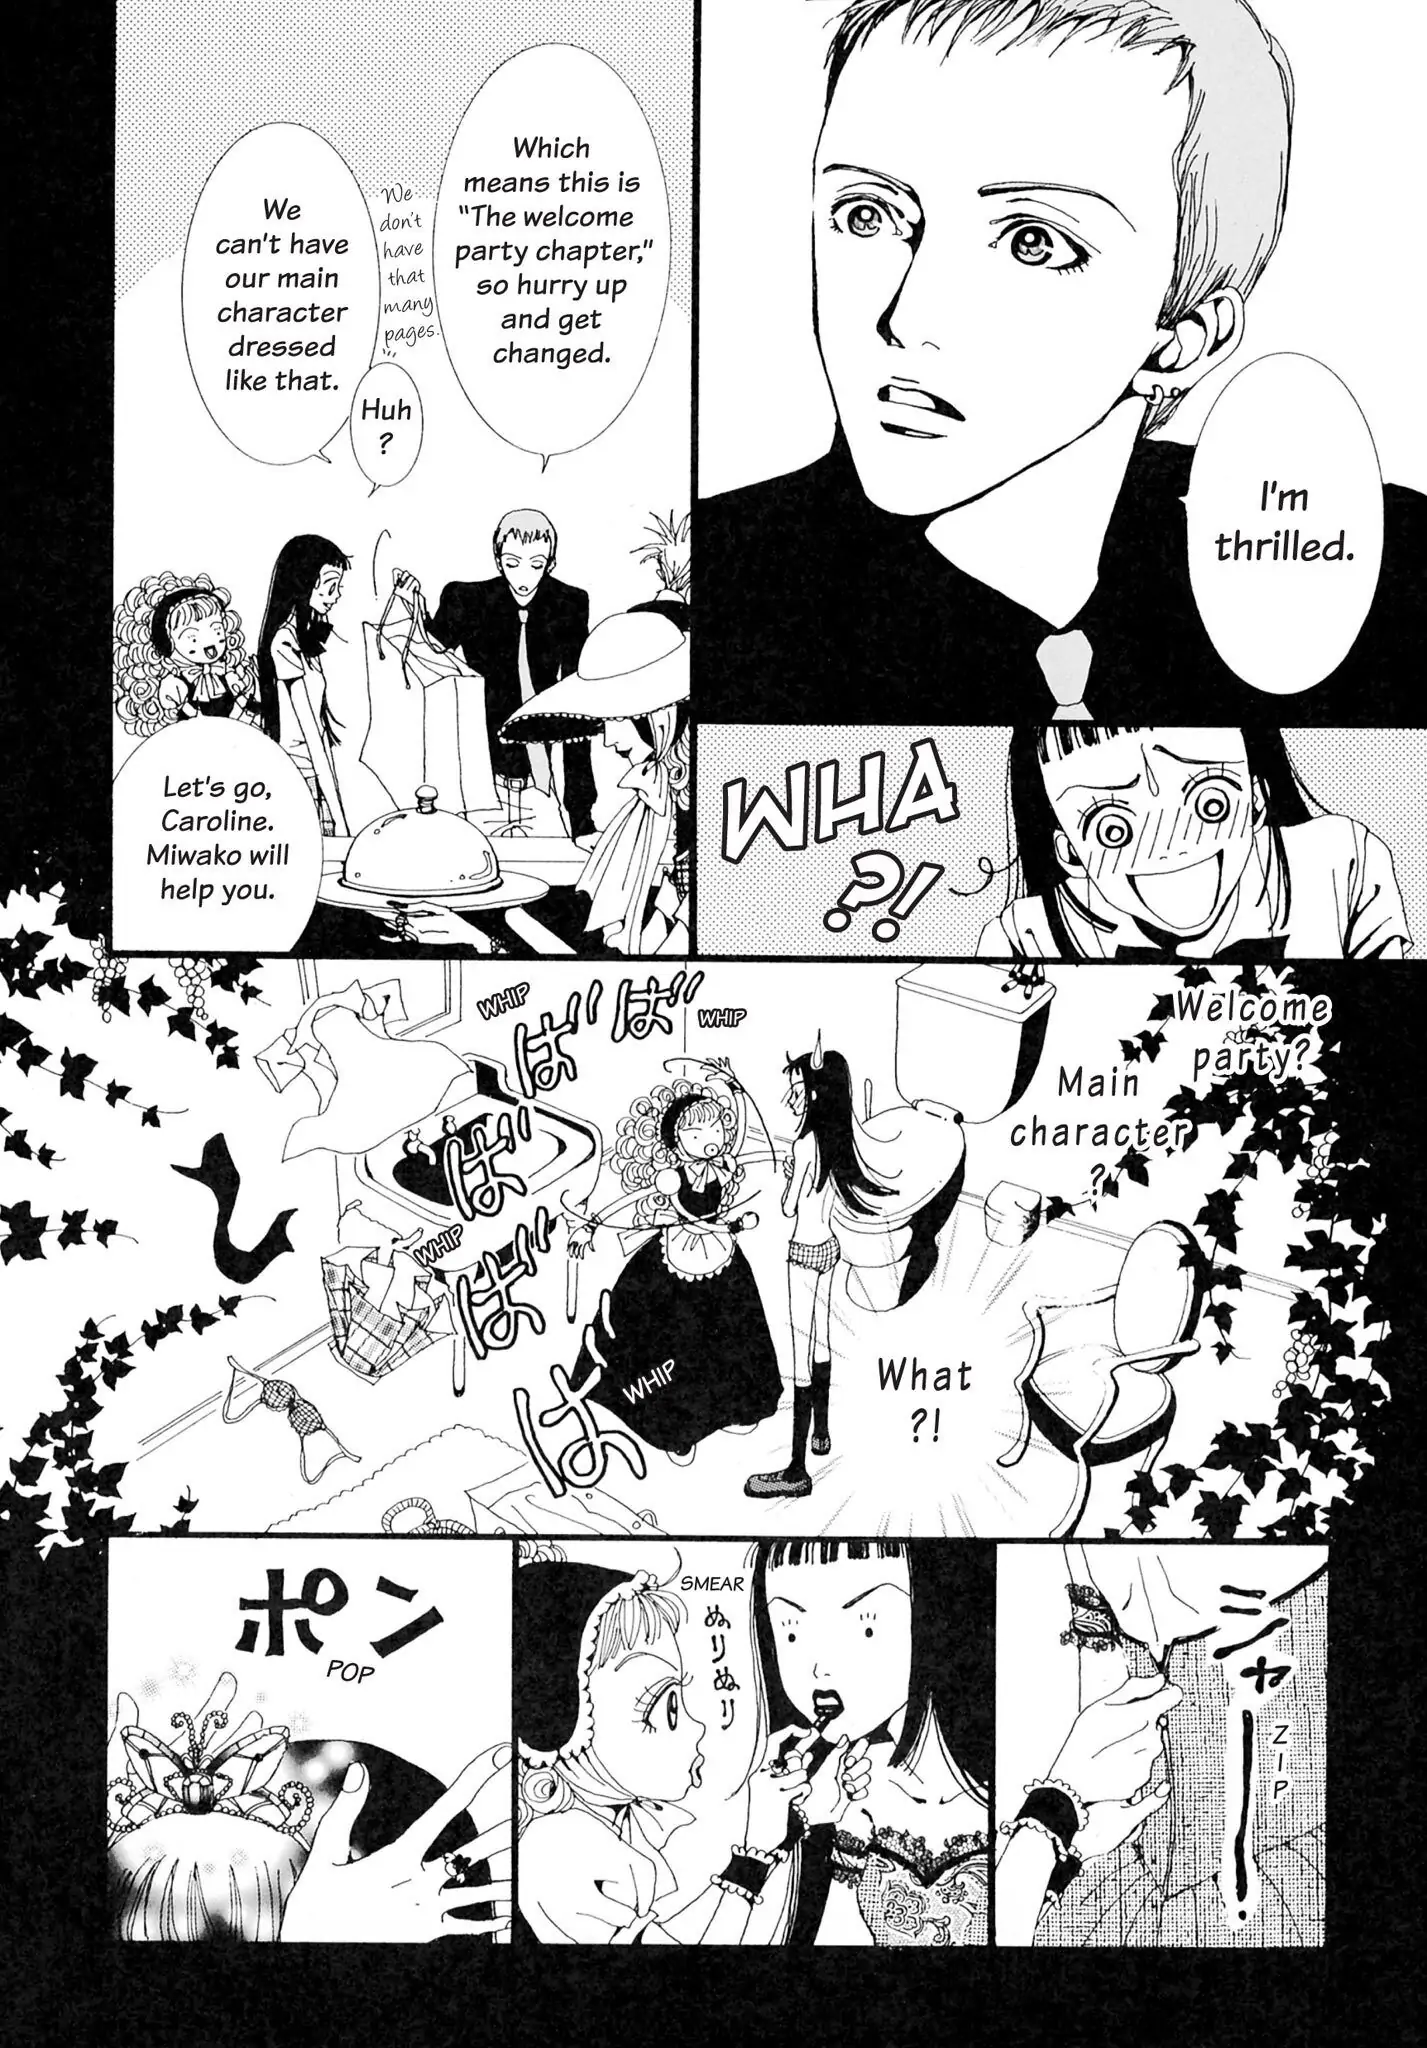 I'm
thrilled.
WHA
?!
Which
means this is
"The welcome
party chapter,"
so hurry up
and get
changed.
We
don't
have
that
many
pages.
Huh
?
We
can't have
our main
character
dressed
like that.
Let's go,
Caroline.
Miwako will
help you.
Welcome
party?
Main
character
?
What
?!
ばばば
ば
ば
WHIP
WHIP
WHIP
WHIP
シャー!
ZIP
SMEAR
ぬりぬり
ポン
POP